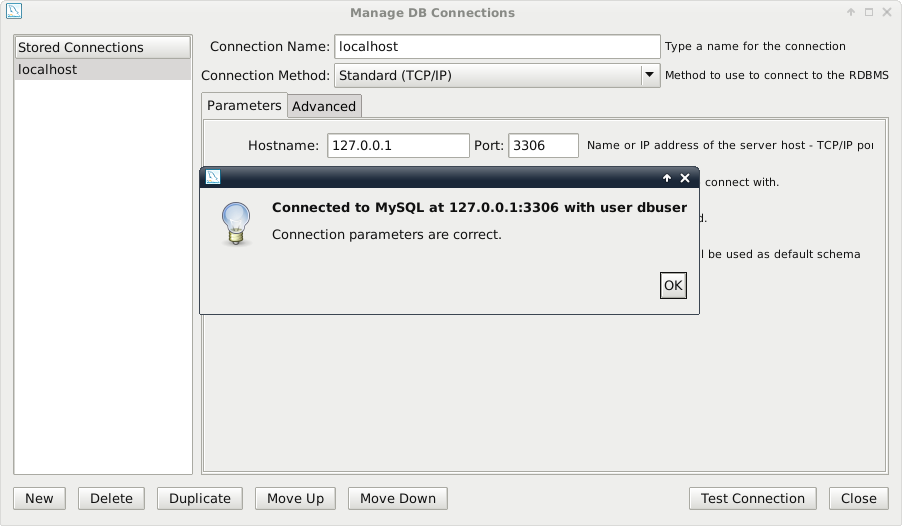 Manage DB Connections
Stored Connections
localhost
Connection Name: localhost Type a name for the connection
Connection Method: Standard (TCP/IP) Method to use to connect to the RDBMS
Parameters Advanced
Hostname: 127.0.0.1 Port: 3306 Name or IP address of the server host - TCP/IP
connect with.
Connected to MySQL at 127.0.0.1:3306 with user dbuser
Connection parameters are correct.
be used as default schema
OK
New Delete Duplicate Move Up Move Down Test Connection Close